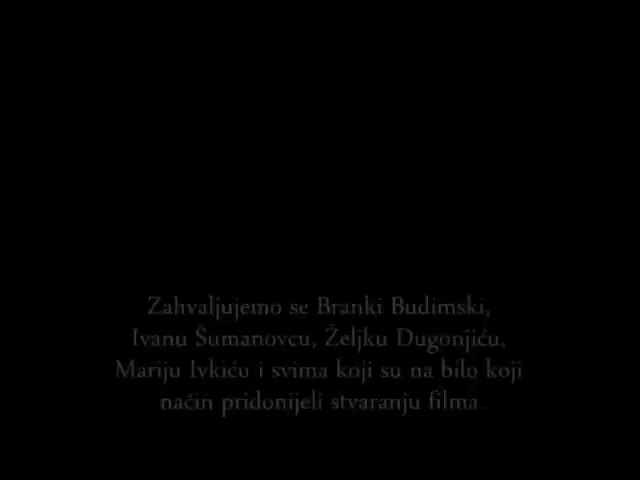 Zahvaljujemo se Branki Budimski,
Ivanu Šumanovcu, Željku Dugonjiću,
Mariju Ivkiću i svima koji su na bilo koji
način pridonijeli stvaranju filma.